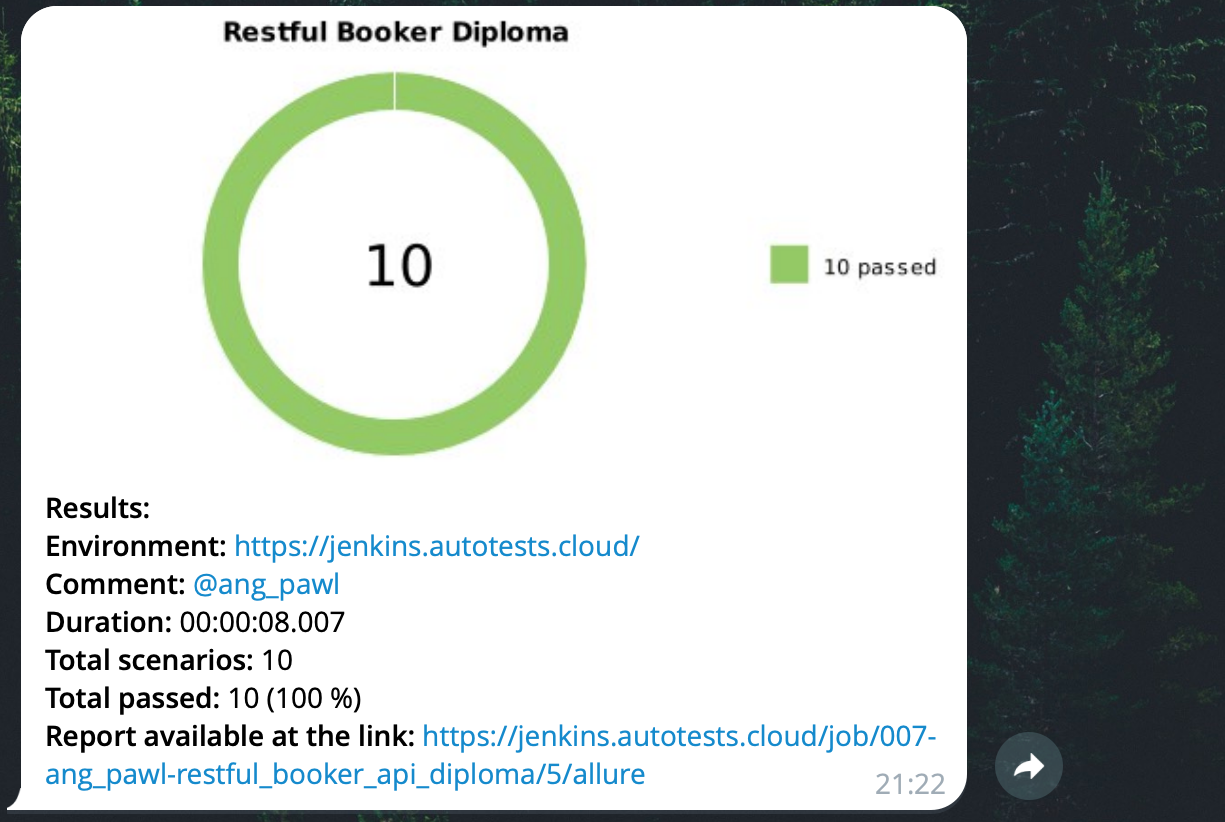 Restful Booker Diploma
10
10 passed
Results:
Environment: https://jenkins.autotests.cloud/
Comment: @ang_pawl
Duration: 00:00:08.007
Total scenarios: 10
Total passed: 10 (100 %)
Report available at the link: https://jenkins.autotests.cloud/job/007-
ang_pawl-restful_booker_api_diploma/5/allure
21:22